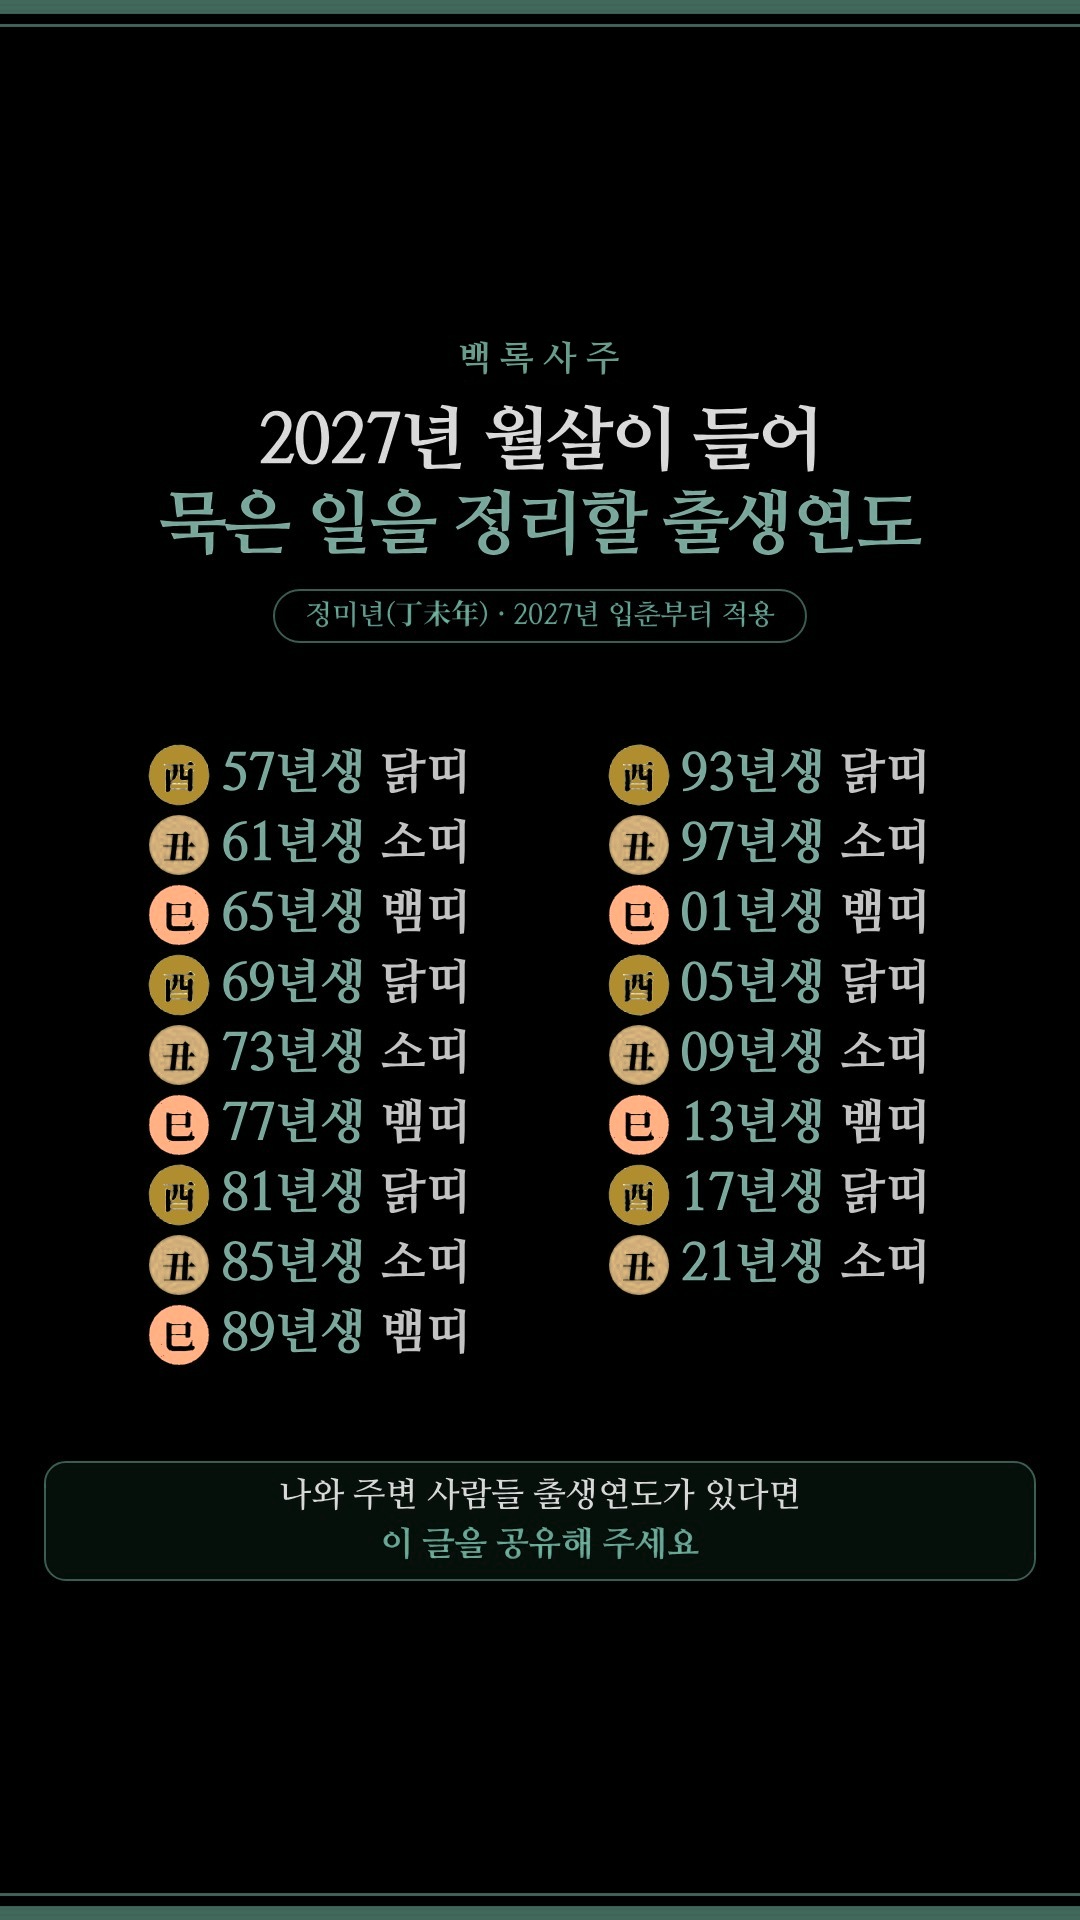 백록사주
2027년 월살이 들어
묵은 일을 정리할 출생연도
정미년(丁未年) · 2027년 입춘부터 적용
酉 57년생 닭띠
丑 61년생 소띠
巳 65년생 뱀띠
酉 69년생 닭띠
丑 73년생 소띠
巳 77년생 뱀띠
酉 81년생 닭띠
丑 85년생 소띠
巳 89년생 뱀띠
酉 93년생 닭띠
丑 97년생 소띠
巳 01년생 뱀띠
酉 05년생 닭띠
丑 09년생 소띠
巳 13년생 뱀띠
酉 17년생 닭띠
丑 21년생 소띠
나와 주변 사람들 출생연도가 있다면
이 글을 공유해 주세요